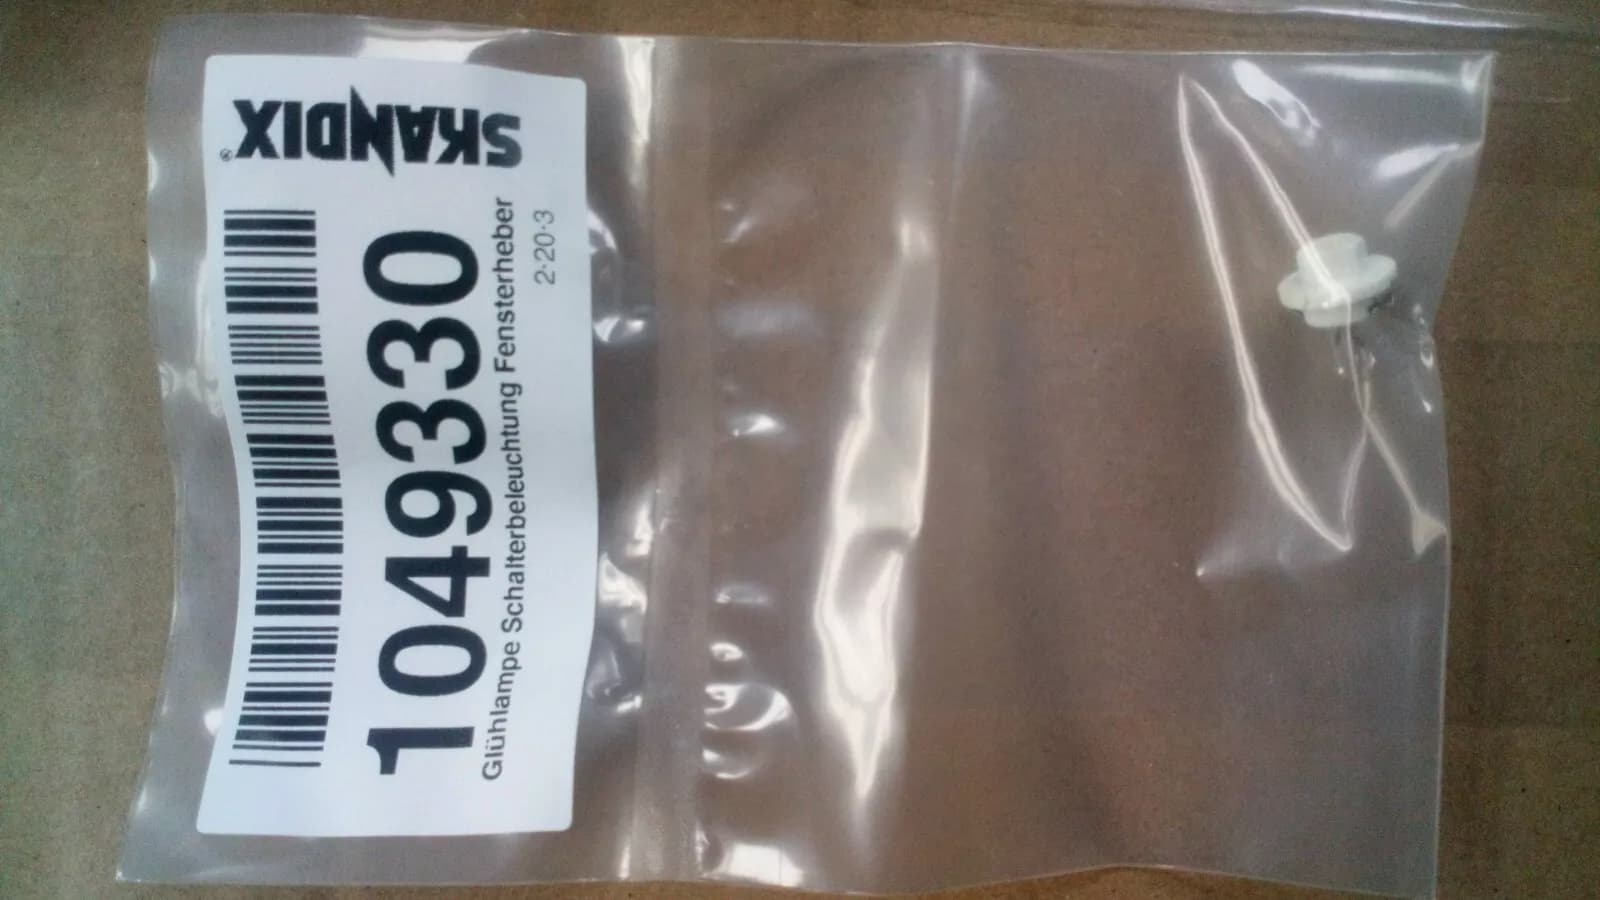 SKANDIX®
1049330
Glühlampe Schalterbeleuchtung Fensterheber
2·20·3